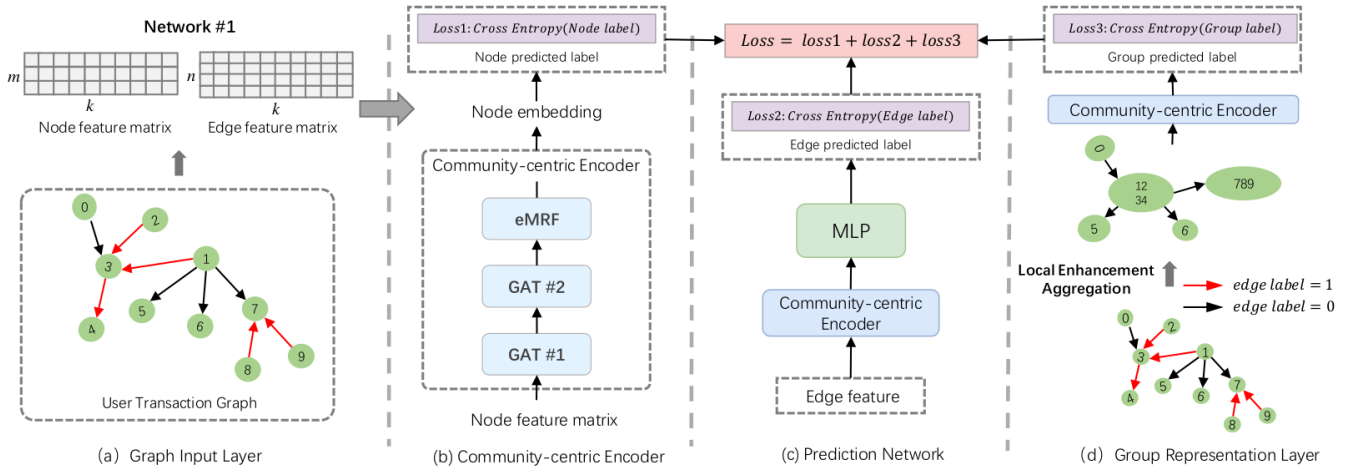 Network #1
m
k
Node feature matrix
n
k
Edge feature matrix
0
2
3
1
4
5
6
7
8
9
User Transaction Graph
(a) Graph Input Layer
Loss1: Cross Entropy(Node label)
Node predicted label
Node embedding
Community-centric Encoder
eMRF
GAT #2
GAT #1
Node feature matrix
(b) Community-centric Encoder
Loss = loss1 + loss2 + loss3
Loss2: Cross Entropy(Edge label)
Edge predicted label
MLP
Community-centric
Encoder
Edge feature
(c) Prediction Network
Loss3: Cross Entropy(Group label)
Group predicted label
Community-centric Encoder
0
12
34
789
5
6
Local Enhancement
Aggregation
edge label = 1
edge label = 0
0
2
3
1
4
5
6
7
8
9
(d) Group Representation Layer